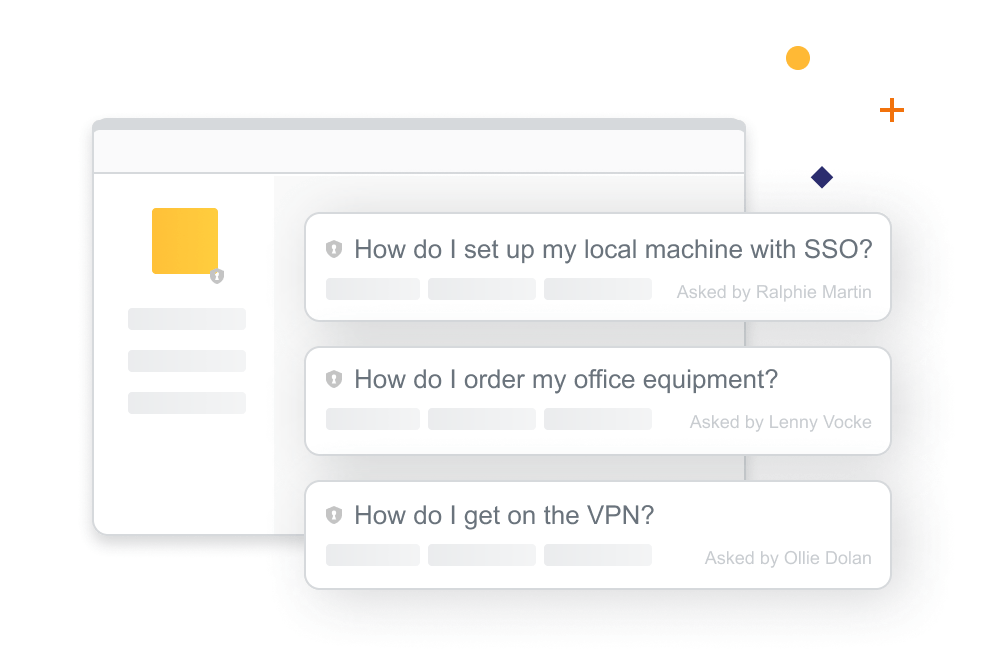 How do I set up my local machine with SSO?
Asked by Ralphie Martin
How do I order my office equipment?
Asked by Lenny Vocke
How do I get on the VPN?
Asked by Ollie Dolan